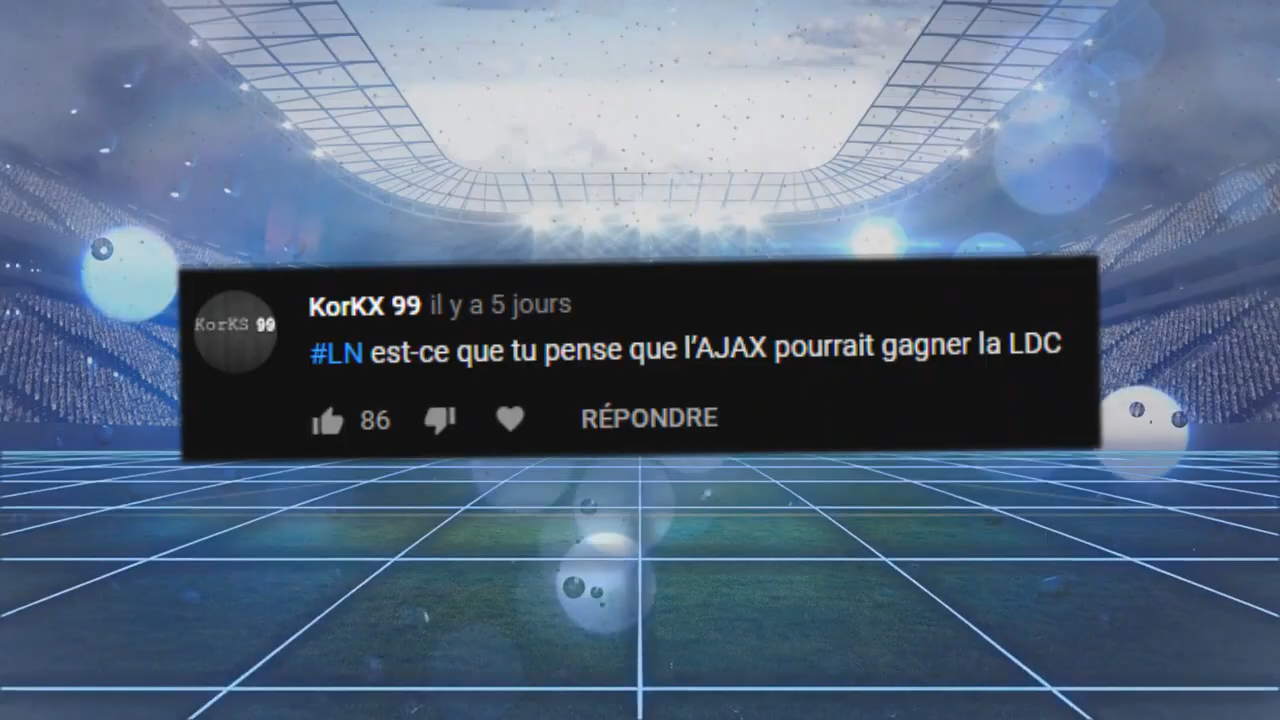 KorKS 99
KorKX 99 il y a 5 jours
#LN est-ce que tu pense que l'AJAX pourrait gagner la LDC
86
RÉPONDRE